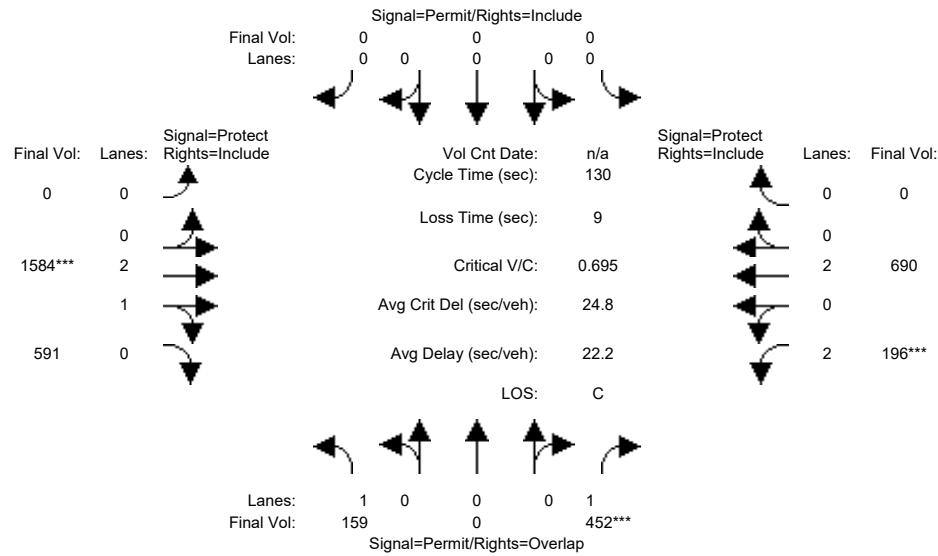 Signal=Permit/Rights=Include
Final Vol: 0 0 0
Lanes: 0 0 0 0 0
Signal=Protect Signal=Protect
Final Vol: Lanes: Rights=Include Vol Cnt Date: n/a Rights=Include Lanes: Final Vol:
Cycle Time (sec): 130
0 0 0 0
Loss Time (sec): 9
0 0
1584*** 2 Critical V/C: 0.695 2 690
1 Avg Crit Del (sec/veh): 24.8 0
591 0 Avg Delay (sec/veh): 22.2 2 196***
LOS: C
Lanes: 1 0 0 0 1
Final Vol: 159 0 452***
Signal=Permit/Rights=Overlap